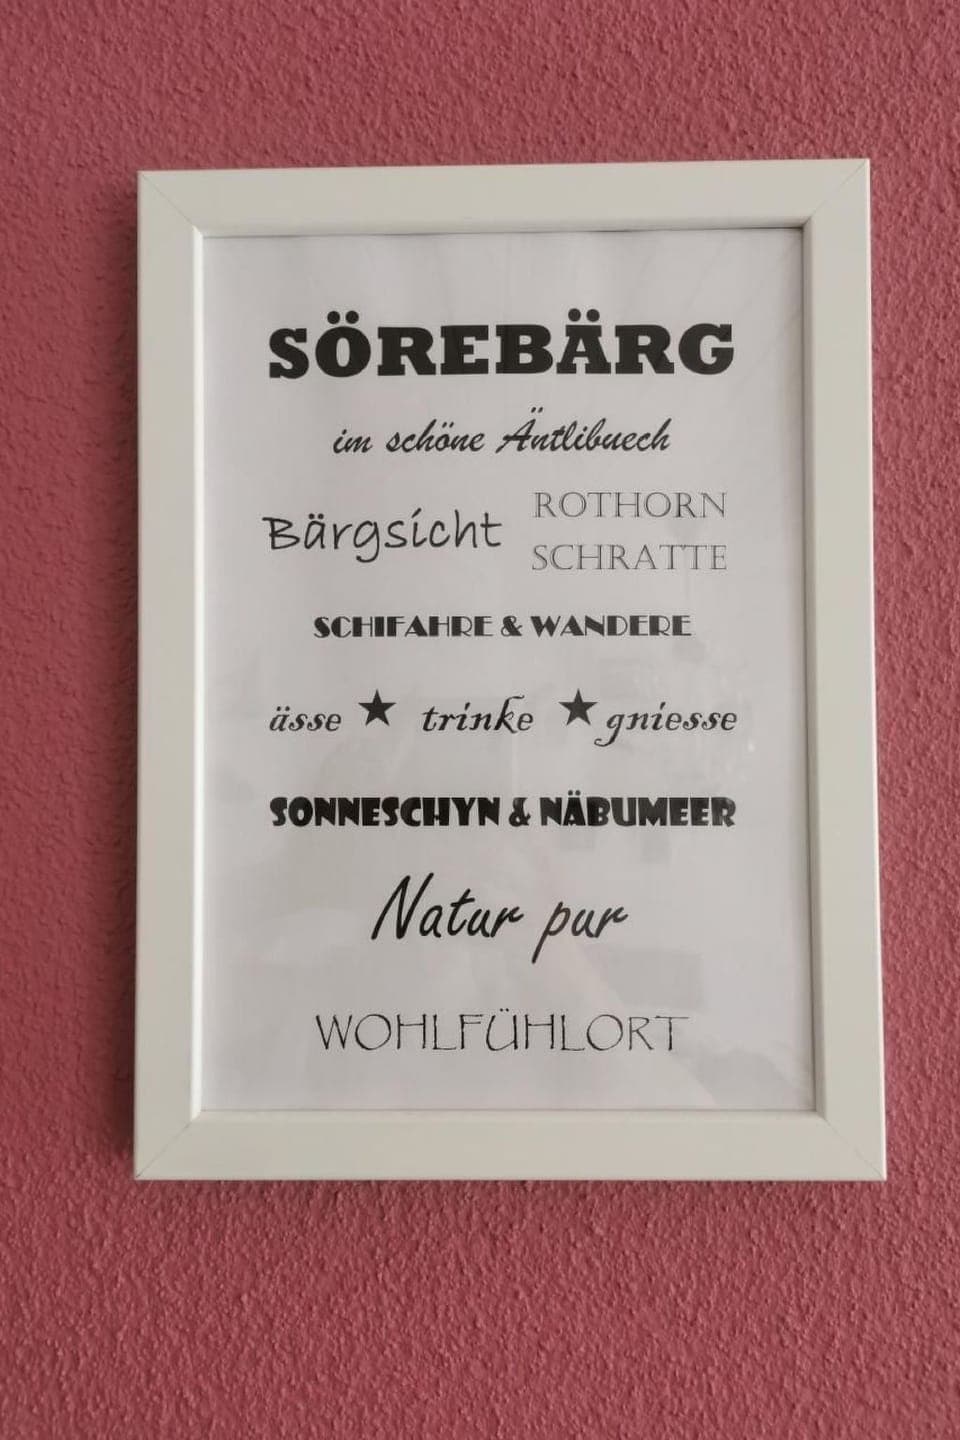 SÖREBÄRG
im schöne Äntlibuech
Bärgsicht
ROTHORN
SCHRATTE
SCHIFAHRE & WANDERE
ässe ★ trinke ★ gniesse
SONNESCHYN & NÄBUMEER
Natur pur
WOHLFÜHLORT